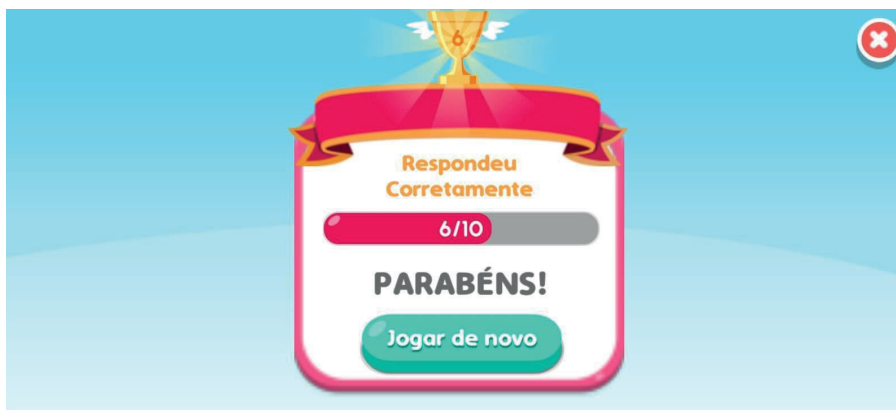 6
Respondeu
Corretamente
6/10
PARABÉNS!
Jogar de novo